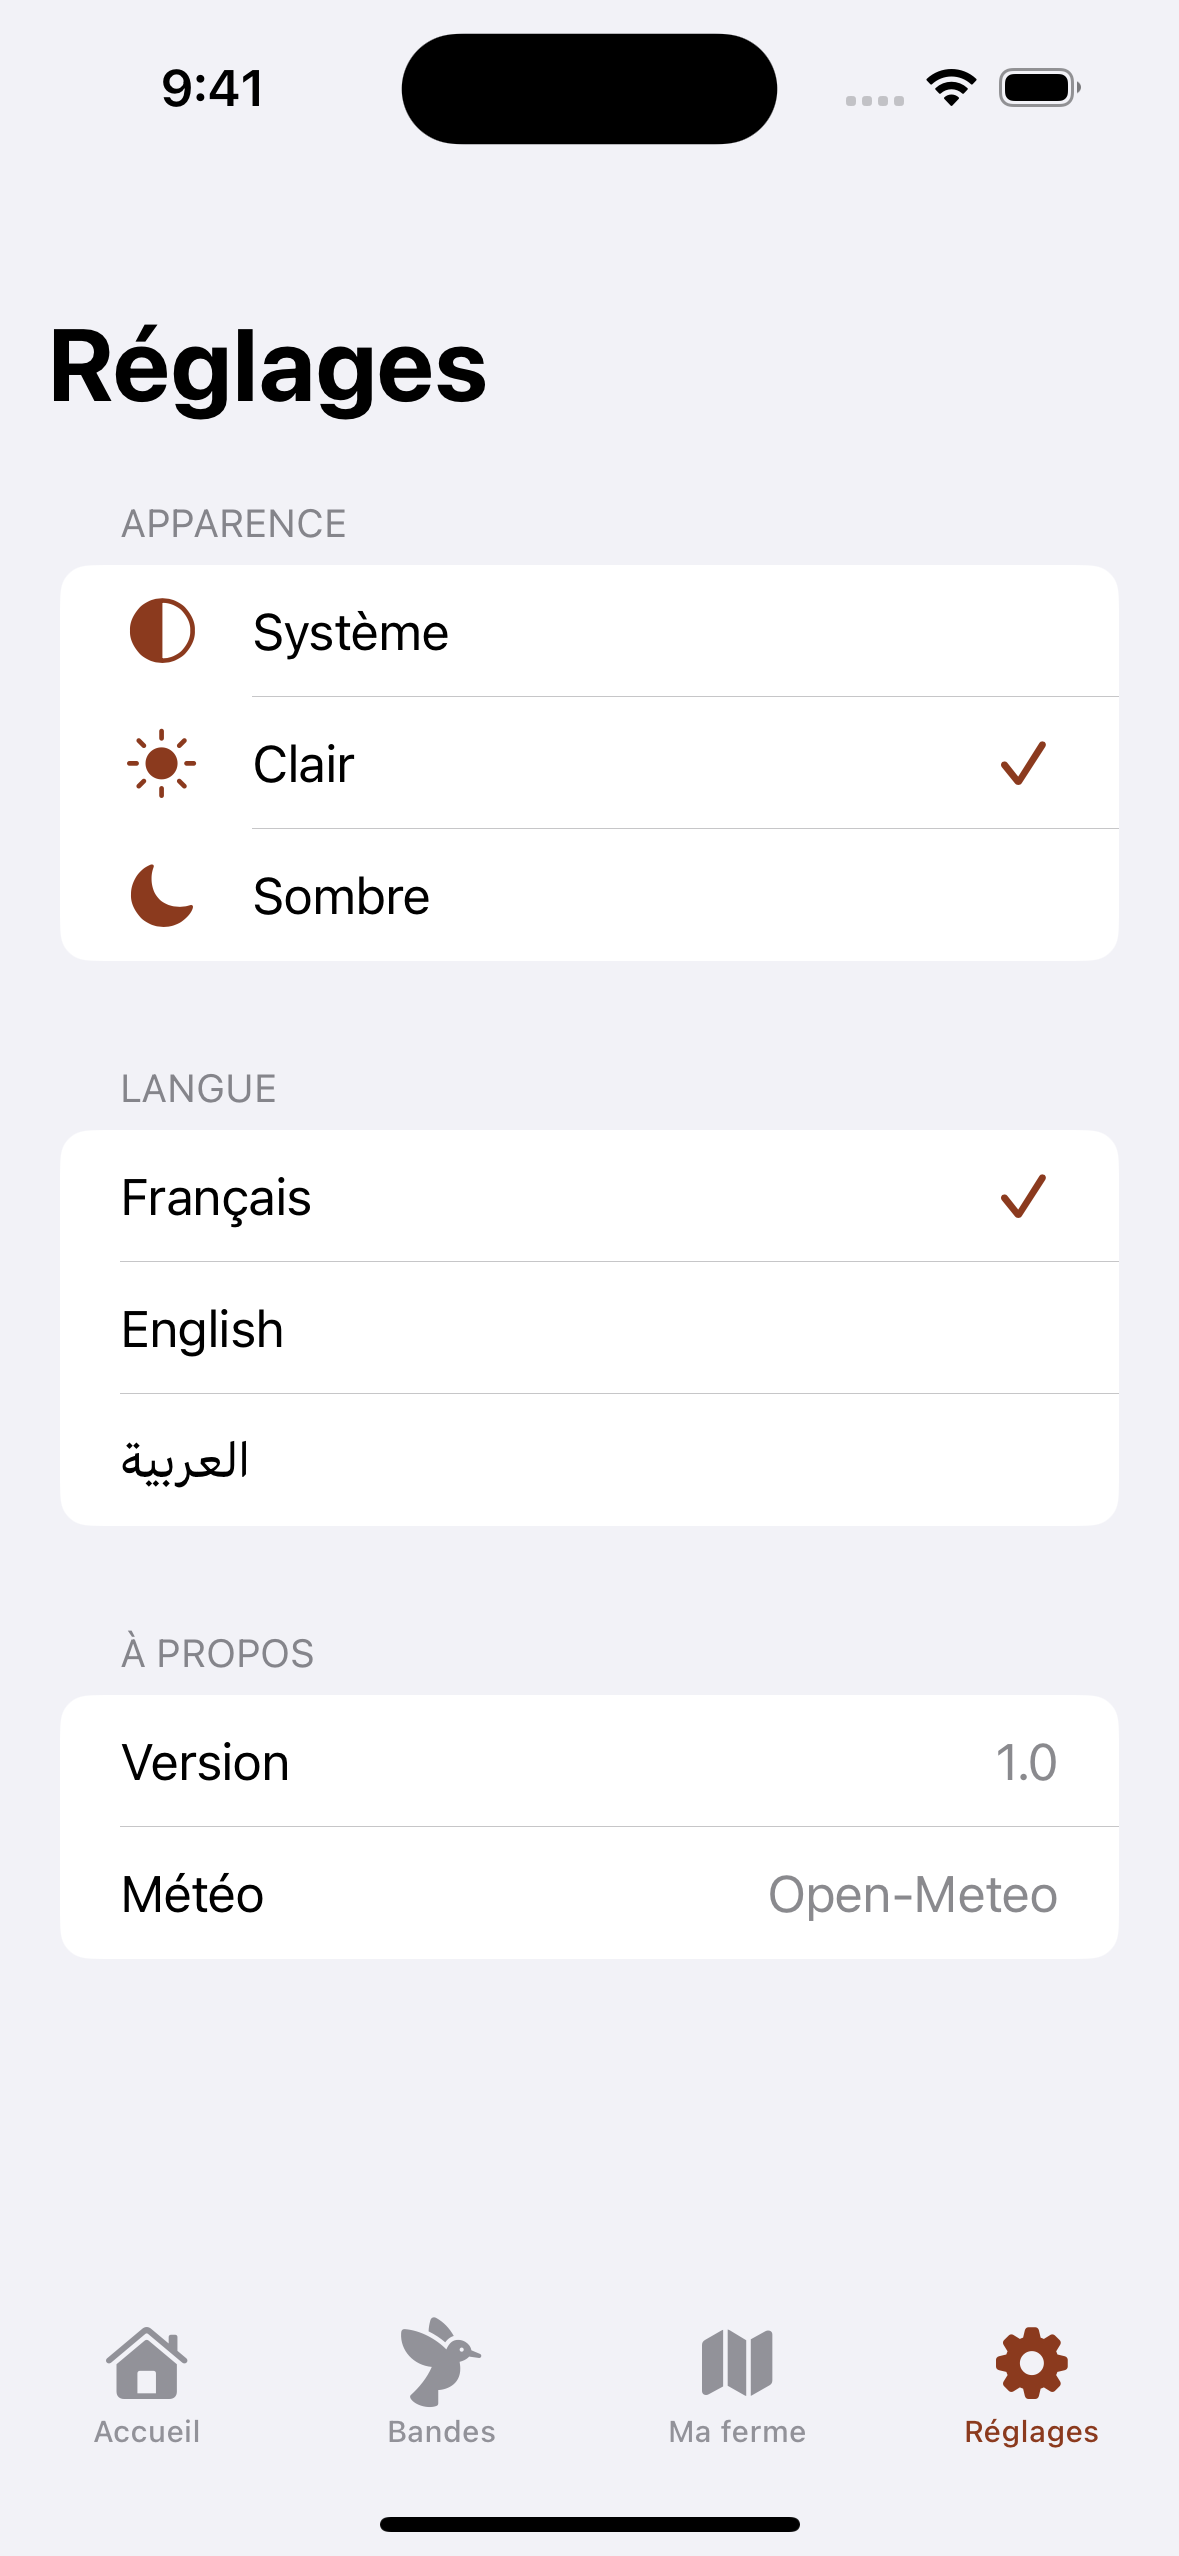 9:41
Réglages
APPARENCE
Système
Clair
Sombre
LANGUE
Français
English
العربية
À PROPOS
Version 1.0
Météo Open-Meteo
Accueil Bandes Ma ferme Réglages